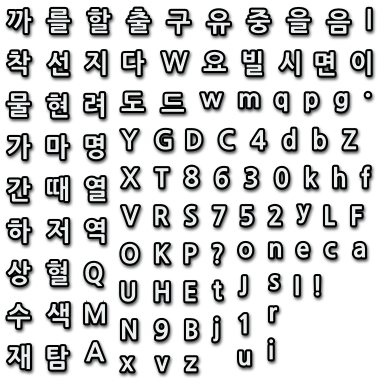 까 를 할 출 구 유 중 을 음 |
착 선 지 다 W 요 빌 시 면 이
물 현 려 도 드 w m q p g ·
가 마 명 Y G D C 4 d b Z
간 때 열 X T 8 6 3 0 k h f
하 저 역 V R S 7 5 2 y L F
상 혈 Q O K P ? o n e c a
수 색 M U H E t J s l !
재 탐 A N 9 B j 1 r
x v z u i